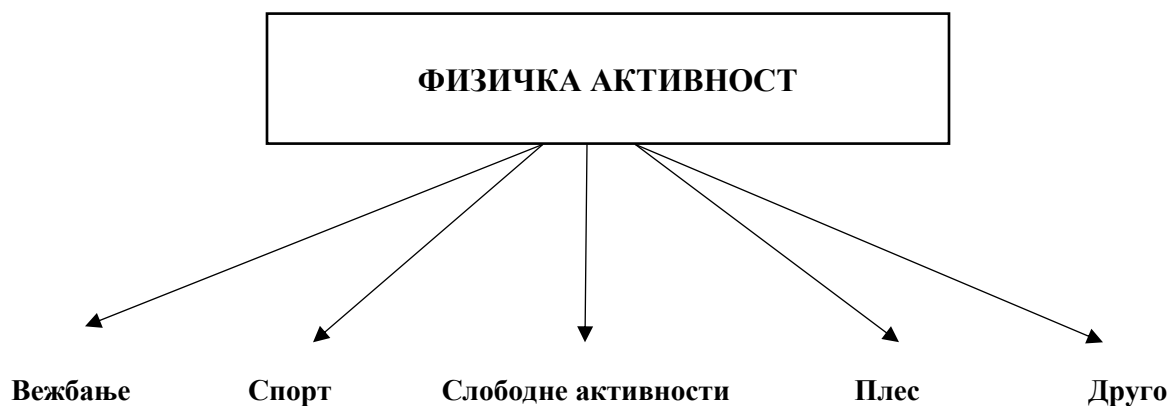 ФИЗИЧКА АКТИВНОСТ
Вежбање Спорт Слободне активности Плес Друго